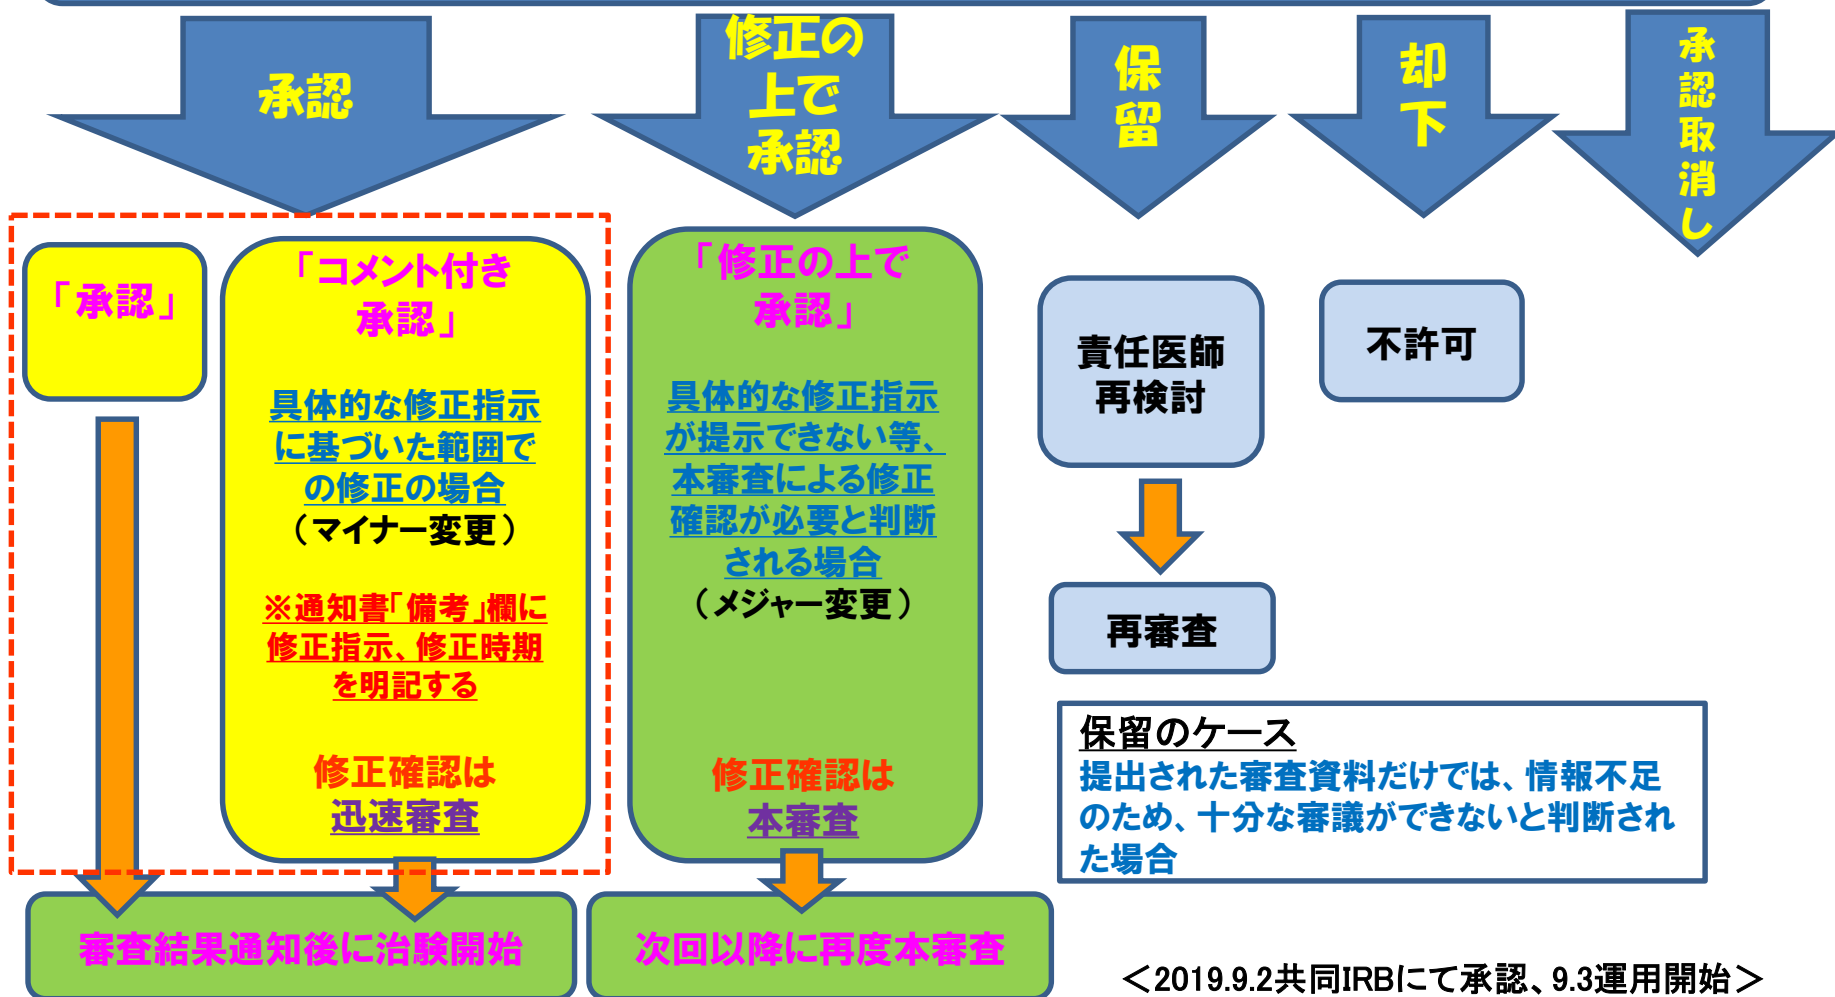 承認
修正の
上で
承認
保
留
却
下
承
認
取
消
し
「承認」
「コメント付き
承認」
具体的な修正指示
に基づいた範囲で
の修正の場合
（マイナー変更）
※通知書「備考」欄に
修正指示、修正時期
を明記する
修正確認は
迅速審査
「修正の上で
承認」
具体的な修正指示
が提示できない等、
本審査による修正
確認が必要と判断
される場合
（メジャー変更）
修正確認は
本審査
責任医師
再検討
再審査
不許可
保留のケース
提出された審査資料だけでは、情報不足
のため、十分な審議ができないと判断され
た場合
審査結果通知後に治験開始
次回以降に再度本審査
＜2019.9.2共同IRBにて承認、9.3運用開始＞